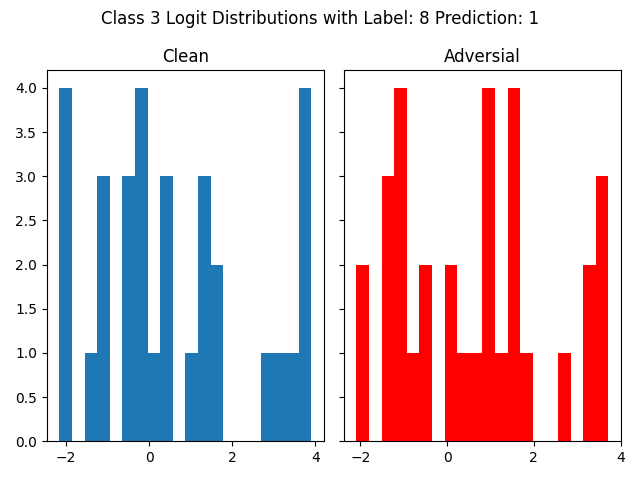 Class 3 Logit Distributions with Label: 8 Prediction: 1
Clean
Adversial
4.0
3.5
3.0
2.5
2.0
1.5
1.0
0.5
0.0
−2 0 2 4
−2 0 2 4